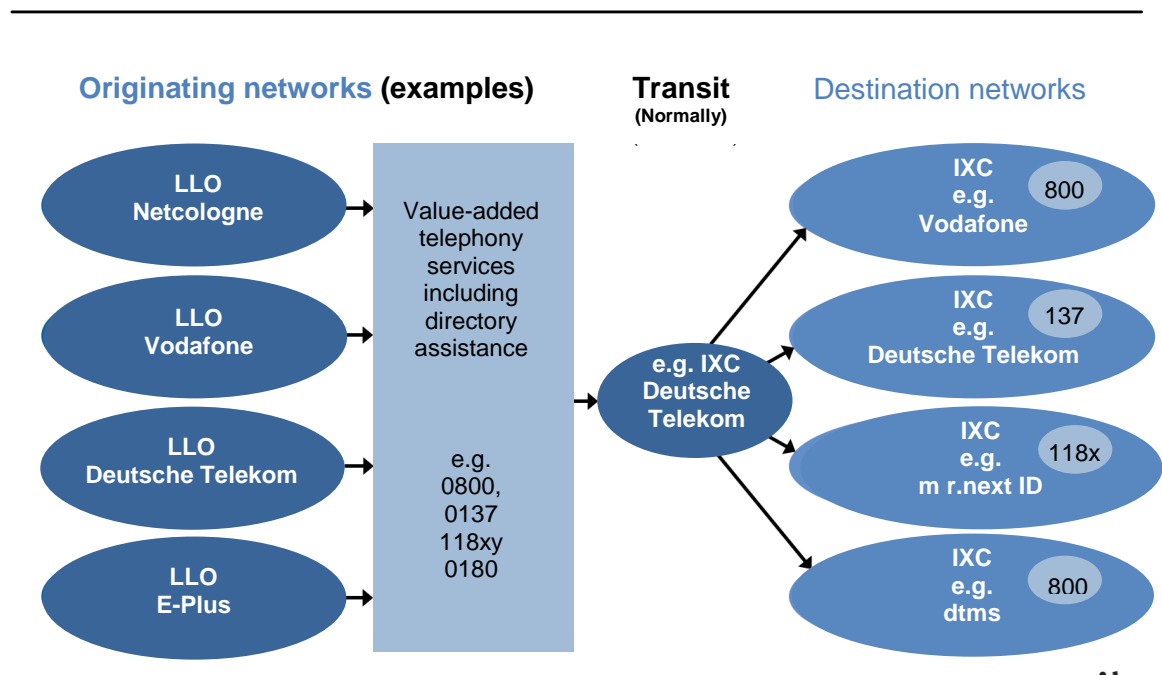 Originating networks (examples)
Transit
(Normally)
Destination networks
LLO
Netcologne
LLO
Vodafone
LLO
Deutsche Telekom
LLO
E-Plus
Value-added
telephony
services
including
directory
assistance
e.g.
0800,
0137
118xy
0180
e.g. IXC
Deutsche
Telekom
IXC
e.g.
Vodafone
800
IXC
e.g.
Deutsche Telekom
137
IXC
e.g.
m r.next ID
118x
IXC
e.g.
dtms
800